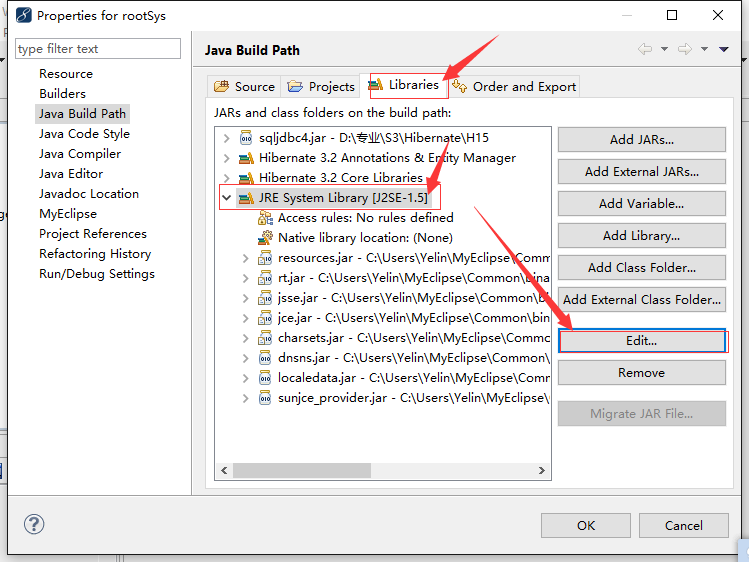 Properties for rootSys
type filter text
Resource
Builders
Java Build Path
Java Code Style
Java Compiler
Java Editor
Javadoc Location
MyEclipse
Project References
Refactoring History
Run/Debug Settings
Java Build Path
Source
Projects
Libraries
Order and Export
JARs and class folders on the build path:
sqljdbc4.jar - D:\专业\S3\Hibernate\H15
Hibernate 3.2 Annotations & Entity Manager
Hibernate 3.2 Core Libraries
JRE System Library [J2SE-1.5]
Access rules: No rules defined
Native library location: (None)
resources.jar - C:\Users\Yelin\MyEclipse\Comm
rt.jar - C:\Users\Yelin\MyEclipse\Common\bina
jsse.jar - C:\Users\Yelin\MyEclipse\Common\b
jce.jar - C:\Users\Yelin\MyEclipse\Common\bin
charsets.jar - C:\Users\Yelin\MyEclipse\Commo
dnsns.jar - C:\Users\Yelin\MyEclipse\Common
localedata.jar - C:\Users\Yelin\MyEclipse\Com
sunjce_provider.jar - C:\Users\Yelin\MyEclipse\
Add JARs...
Add External JARs...
Add Variable...
Add Library...
Add Class Folder...
Add External Class Folder...
Edit...
Remove
Migrate JAR File...
OK
Cancel